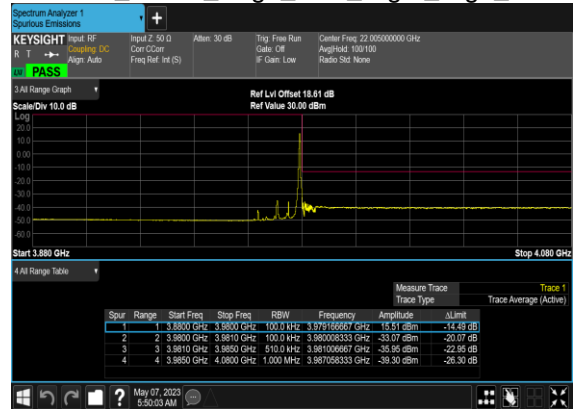 Spectrum Analyzer 1
Spurious Emissions
+
KEYSIGHT Input: RF Input Z: 50 Ω Atten: 30 dB Trig: Free Run Center Freq: 22.005000000 GHz
R T Coupling: DC Corr CCorr Gate: Off Avg|Hold: 100/100
Align: Auto Freq Ref: Int (S) IF Gain: Low Radio Std: None
PASS
3 All Range Graph
Ref Lvl Offset 18.61 dB
Scale/Div 10.0 dB Ref Value 30.00 dBm
Log
20.0
10.0
0.00
-10.0
-20.0
-30.0
-40.0
-50.0
-60.0
Start 3.880 GHz Stop 4.080 GHz
4 All Range Table
Measure Trace Trace 1
Trace Type Trace Average (Active)
Spur Range Start Freq Stop Freq RBW Frequency Amplitude ΔLimit
1 1 3.8800 GHz 3.9800 GHz 100.0 kHz 3.979166667 GHz 15.51 dBm -14.49 dB
2 2 3.9800 GHz 3.9810 GHz 100.0 kHz 3.980008333 GHz -33.07 dBm -20.07 dB
3 3 3.9810 GHz 3.9850 GHz 510.0 kHz 3.981006667 GHz -35.95 dBm -22.95 dB
4 4 3.9850 GHz 4.0800 GHz 1.000 MHz 3.987058333 GHz -39.30 dBm -26.30 dB
? May 07, 2023
5:50:03 AM